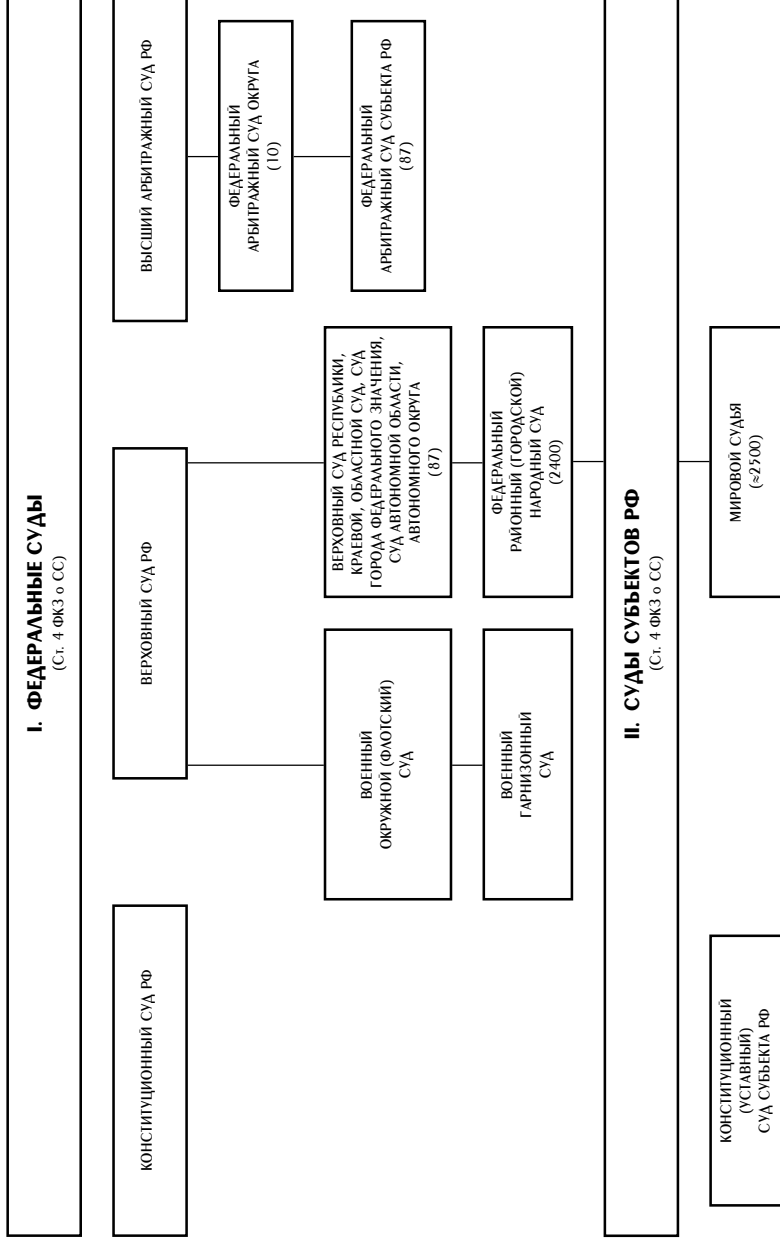 I. ФЕДЕРАЛЬНЫЕ СУДЫ
(Ст. 4 ФКЗ о СС)
КОНСТИТУЦИОННЫЙ СУД РФ
ВЕРХОВНЫЙ СУД РФ
ВЫСШИЙ АРБИТРАЖНЫЙ СУД РФ
ФЕДЕРАЛЬНЫЙ
АРБИТРАЖНЫЙ СУД ОКРУГА
(10)
ВОЕННЫЙ
ОКРУЖНОЙ (ФЛОТСКИЙ)
СУД
ВЕРХОВНЫЙ СУД РЕСПУБЛИКИ,
КРАЕВОЙ, ОБЛАСТНОЙ СУД, СУД
ГОРОДА ФЕДЕРАЛЬНОГО ЗНАЧЕНИЯ,
СУД АВТОНОМНОЙ ОБЛАСТИ,
АВТОНОМНОГО ОКРУГА
(87)
ФЕДЕРАЛЬНЫЙ
АРБИТРАЖНЫЙ СУД СУБЪЕКТА РФ
(87)
ВОЕННЫЙ
ГАРНИЗОННЫЙ
СУД
ФЕДЕРАЛЬНЫЙ
РАЙОННЫЙ (ГОРОДСКОЙ)
НАРОДНЫЙ СУД
(2400)
II. СУДЫ СУБЪЕКТОВ РФ
(Ст. 4 ФКЗ о СС)
КОНСТИТУЦИОННЫЙ
(УСТАВНЫЙ)
СУД СУБЪЕКТА РФ
МИРОВОЙ СУДЬЯ
(≈2500)